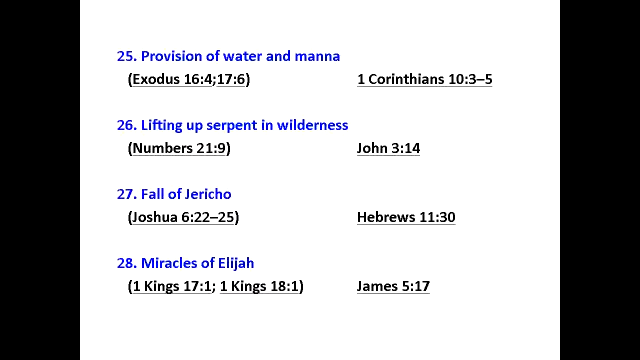 25. Provision of water and manna
(Exodus 16:4;17:6) 1 Corinthians 10:3–5
26. Lifting up serpent in wilderness
(Numbers 21:9) John 3:14
27. Fall of Jericho
(Joshua 6:22–25) Hebrews 11:30
28. Miracles of Elijah
(1 Kings 17:1; 1 Kings 18:1) James 5:17